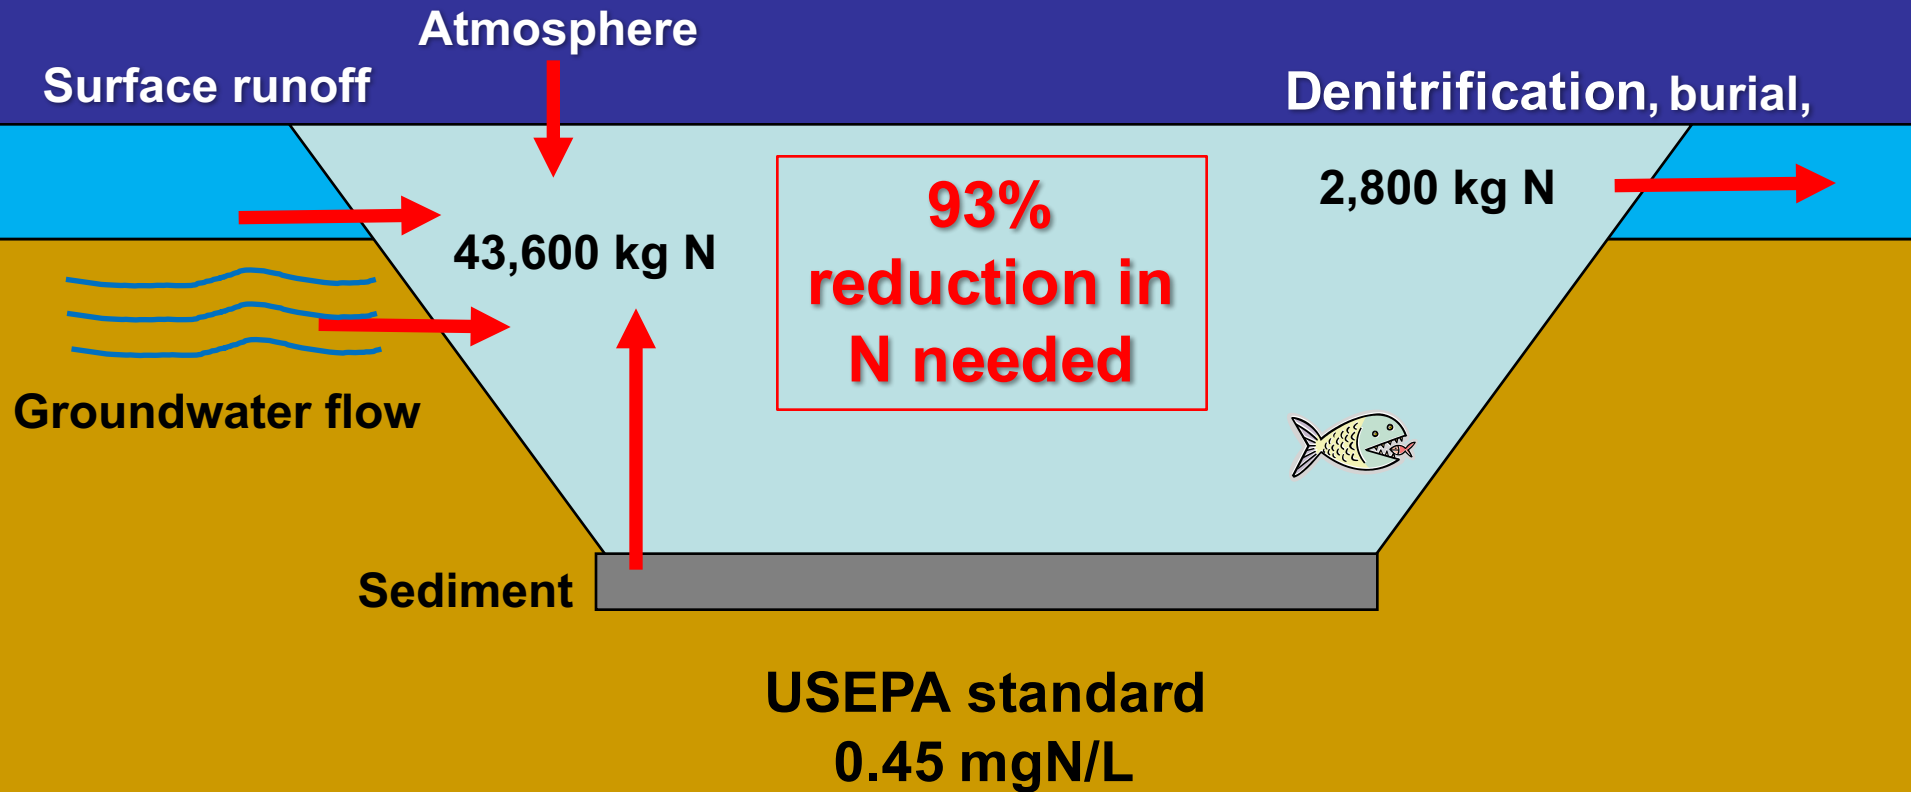 Atmosphere
Surface runoff
Denitrification, burial,
43,600 kg N
93%
reduction in
N needed
2,800 kg N
Groundwater flow
Sediment
USEPA standard
0.45 mgN/L